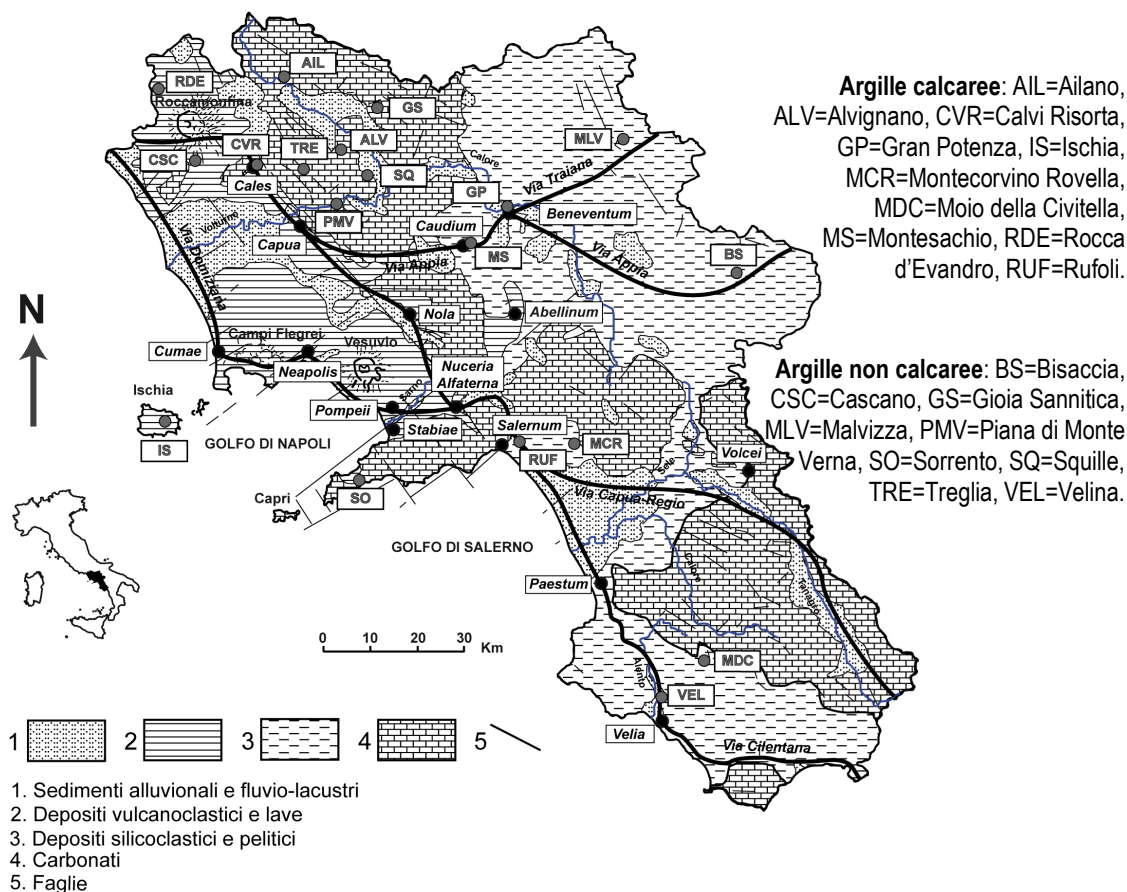 AIL
RDE
Roccamonfina
GS
CVR
TRE
ALV
MLV
CSC
SQ
Calore
Via Traiana
Cales
GP
PMV
Volturno
Caudium
Beneventum
Capua
MS
Via Appia
Via Appia
BS
Via Domiziana
N
Nola
Abellinum
Campi Flegrei
Vesuvio
Cumae
Neapolis
Nuceria
Alfaterna
Ischia
Sarno
Pompeii
Salernum
Stabiae
GOLFO DI NAPOLI
MCR
IS
RUF
Volcei
Sele
Capri
SO
Via Capua-Regio
GOLFO DI SALERNO
Calore
Paestum
Tanagro
0 10 20 30
Km
MDC
Alento
VEL
Velia
Via Cilentana
Argille calcaree: AIL=Ailano,
ALV=Alvignano, CVR=Calvi Risorta,
GP=Gran Potenza, IS=Ischia,
MCR=Montecorvino Rovella,
MDC=Moio della Civitella,
MS=Montesachio, RDE=Rocca
d'Evandro, RUF=Rufoli.
Argille non calcaree: BS=Bisaccia,
CSC=Cascano, GS=Gioia Sannitica,
MLV=Malvizza, PMV=Piana di Monte
Verna, SO=Sorrento, SQ=Squille,
TRE=Treglia, VEL=Velina.
1 2 3 4 5
1. Sedimenti alluvionali e fluvio-lacustri
2. Depositi vulcanoclastici e lave
3. Depositi silicoclastici e pelitici
4. Carbonati
5. Faglie